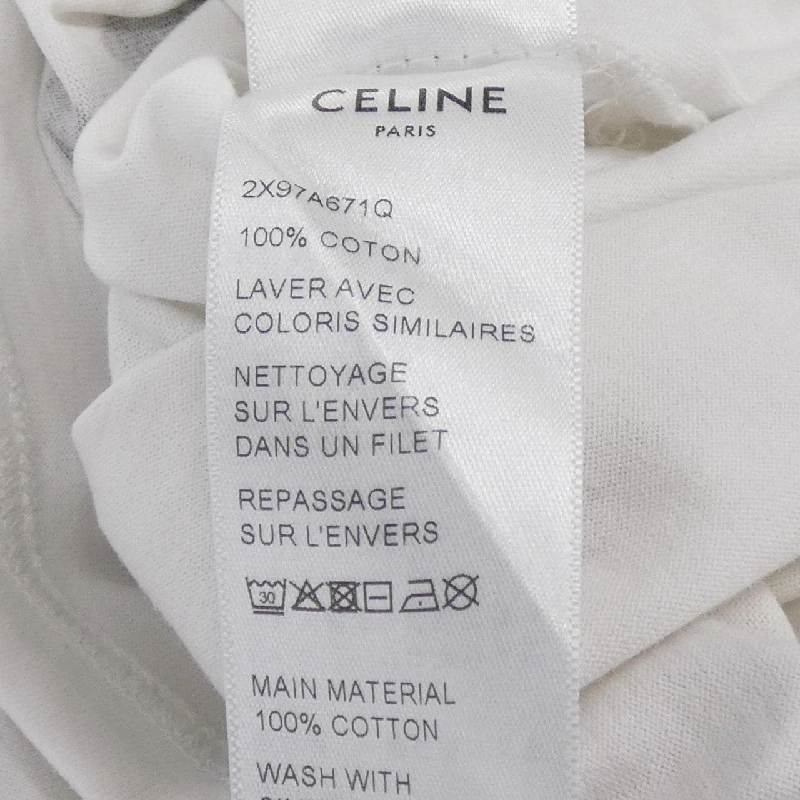 CELINE
PARIS
2X97A671Q
100% COTON
LAVER AVEC
COLORIS SIMILAIRES
NETTOYAGE
SUR L'ENVERS
DANS UN FILET
REPASSAGE
SUR L'ENVERS
30
MAIN MATERIAL
100% COTTON
WASH WITH